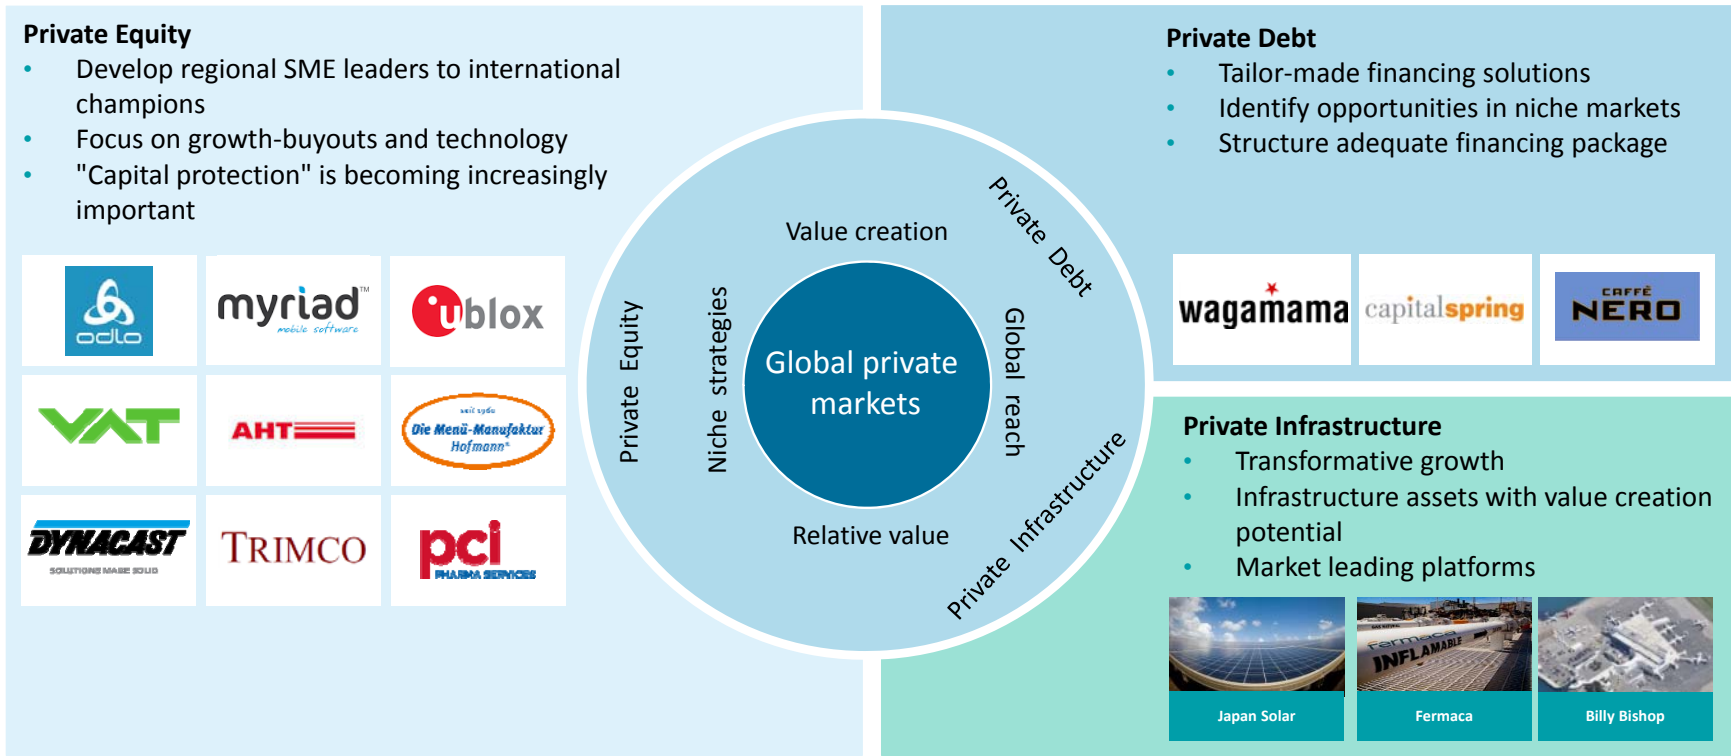 Private Equity
• Develop regional SME leaders to international
champions
• Focus on growth-buyouts and technology
• "Capital protection" is becoming increasingly
important
odlo
myriad™
mobile software
ublox
VAT
AHT
seit 1960
Die Menü-Manufaktur
Hofmann®
DYNACAST
SOLUTIONS MADE SOLID
TRIMCO
pci
PHARMA SERVICES
Private Equity
Niche strategies
Value creation
Global private
markets
Relative value
Global reach
Private Debt
Private Infrastructure
Private Debt
• Tailor-made financing solutions
• Identify opportunities in niche markets
• Structure adequate financing package
wagamama
capitalspring
CAFFÈ
NERO
Private Infrastructure
• Transformative growth
• Infrastructure assets with value creation
potential
• Market leading platforms
fermaca
INFLAMABLE
Japan Solar
Fermaca
Billy Bishop